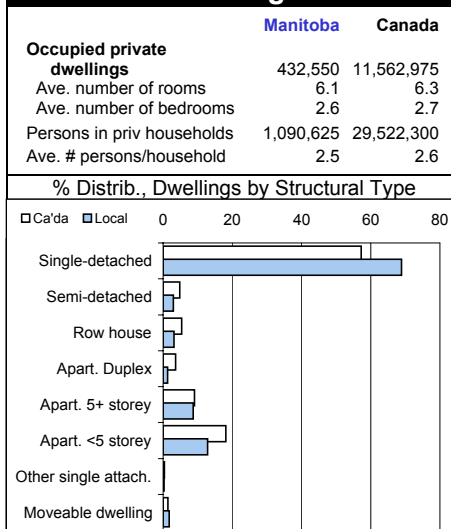 Manitoba Canada
Occupied private
dwellings 432,550 11,562,975
Ave. number of rooms 6.1 6.3
Ave. number of bedrooms 2.6 2.7
Persons in priv households 1,090,625 29,522,300
Ave. # persons/household 2.5 2.6
% Distrib., Dwellings by Structural Type
Ca'da Local 0 20 40 60 80
Single-detached
Semi-detached
Row house
Apart. Duplex
Apart. 5+ storey
Apart. <5 storey
Other single attach.
Moveable dwelling